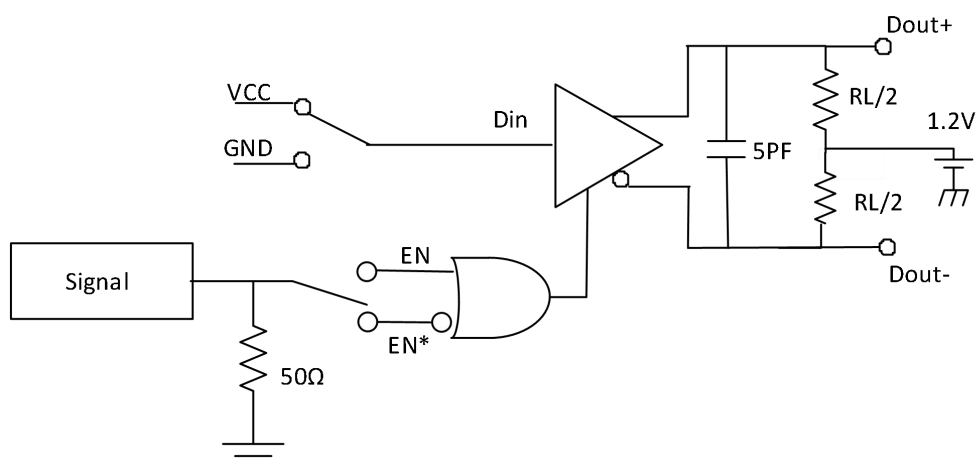 Dout+
VCC
RL/2
Din
1.2V
GND
5PF
RL/2
EN
Signal
Dout-
EN*
50Ω